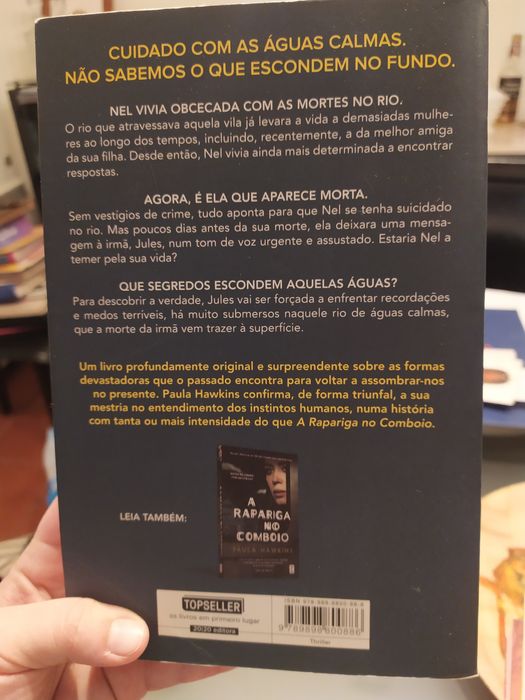 CUIDADO COM AS ÁGUAS CALMAS.
NÃO SABEMOS O QUE ESCONDEM NO FUNDO.
NEL VIVIA OBCECADA COM AS MORTES NO RIO.
O rio que atravessava aquela vila já levara a vida a demasiadas mulhe-
res ao longo dos tempos, incluindo, recentemente, a da melhor amiga
da sua filha. Desde então, Nel vivia ainda mais determinada a encontrar
respostas.
AGORA, É ELA QUE APARECE MORTA.
Sem vestígios de crime, tudo aponta para que Nel se tenha suicidado
no rio. Mas poucos dias antes da sua morte, ela deixara uma mensa-
gem à irmã, Jules, num tom de voz urgente e assustado. Estaria Nel a
temer pela sua vida?
QUE SEGREDOS ESCONDEM AQUELAS ÁGUAS?
Para descobrir a verdade, Jules vai ser forçada a enfrentar recordações
e medos terríveis, há muito submersos naquele rio de águas calmas,
que a morte da irmã vem trazer à superfície.
Um livro profundamente original e surpreendente sobre as formas
devastadoras que o passado encontra para voltar a assombrar-nos
no presente. Paula Hawkins confirma, de forma triunfal, a sua
mestria no entendimento dos instintos humanos, numa história
com tanta ou mais intensidade do que A Rapariga no Comboio.
LEIA TAMBÉM:
A
RAPARIGA
NO
COMBOIO
PAULA HAWKINS
TOPSELLER
os livros em primeiro lugar
20|20 editora
ISBN 978-989-8800-88-6
9789898800886
Thriller